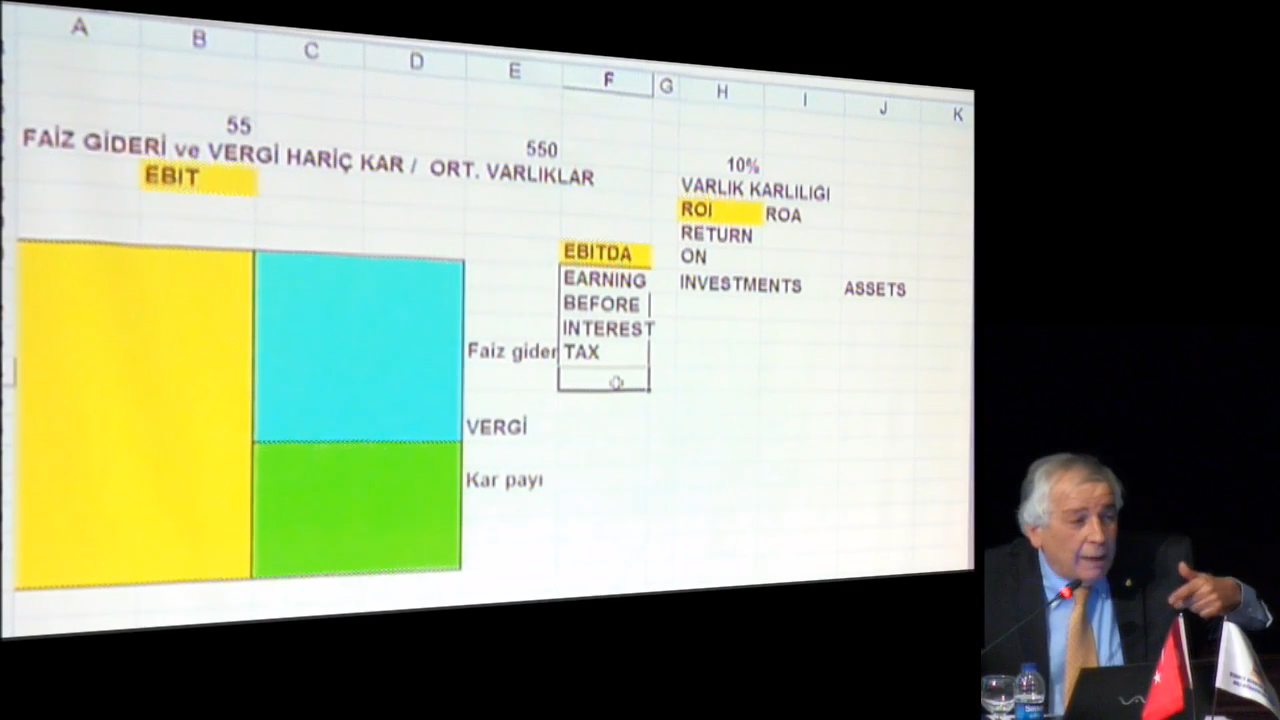 A B C D E F G H I J K
55 550 10%
FAİZ GİDERİ ve VERGİ HARİÇ KAR / ORT. VARLIKLAR VARLIK KARLILIĞI
EBIT ROI ROA
RETURN
EBITDA ON
EARNING INVESTMENTS ASSETS
BEFORE
INTEREST
Faiz gider TAX
VERGİ
Kar payı